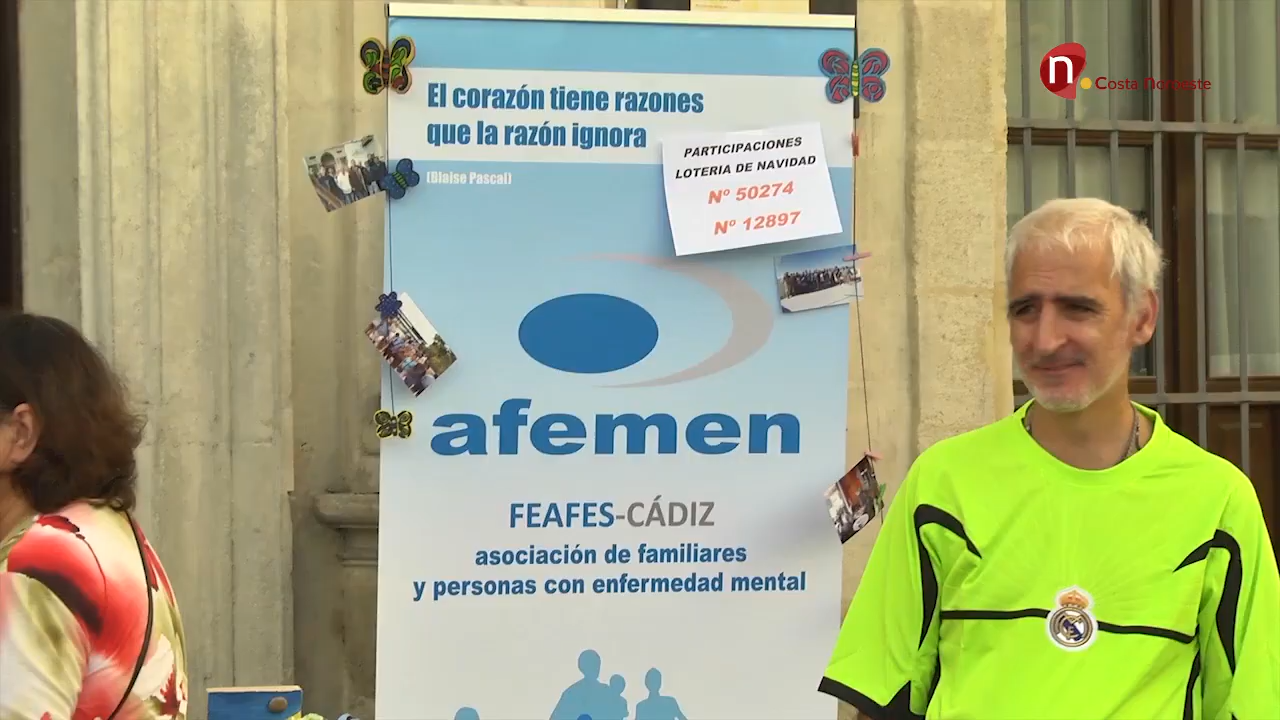 El corazón tiene razones
que la razón ignora
(Blaise Pascal)
PARTICIPACIONES
LOTERIA DE NAVIDAD
Nº 50274
Nº 12897
afemen
FEAFES-CÁDIZ
asociación de familiares
y personas con enfermedad mental
n
Costa Noroeste